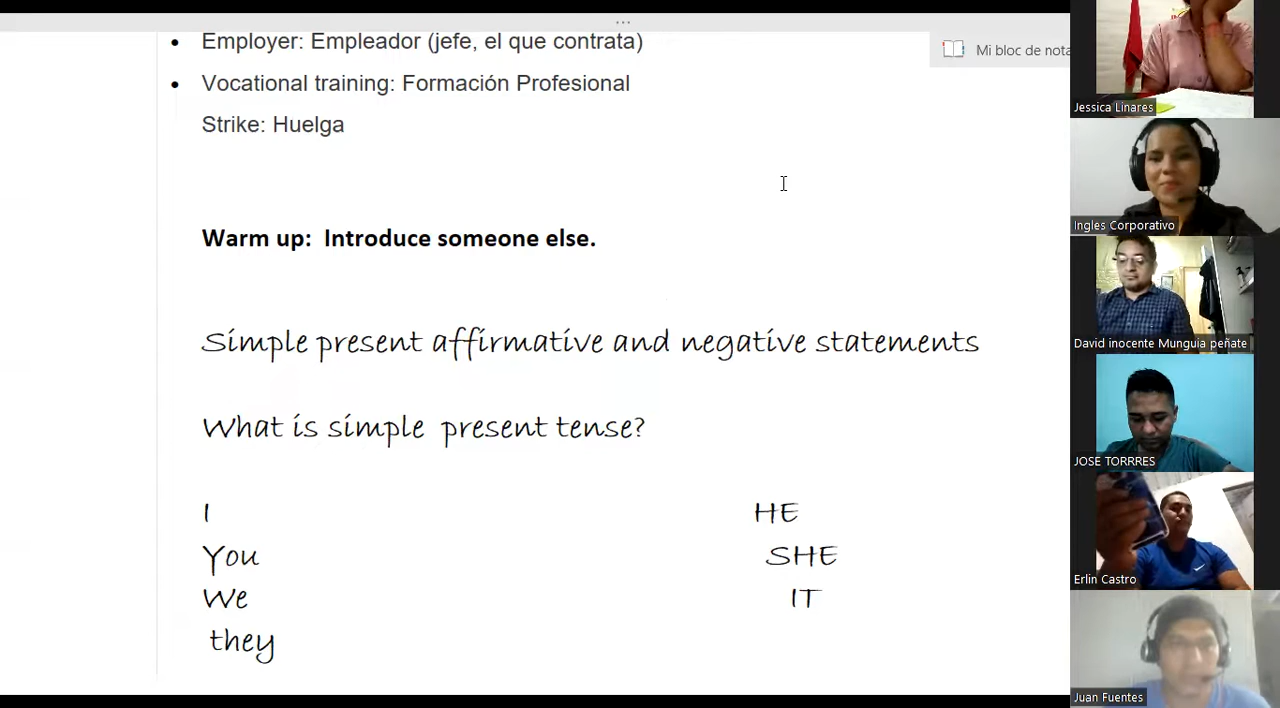 Employer: Empleador (jefe, el que contrata)
Mi bloc de nota
Vocational training: Formación Profesional
Strike: Huelga
Warm up: Introduce someone else.
Simple present affirmative and negative statements
What is simple present tense?
I HE
You SHE
We IT
they
Jessica Linares
Ingles Corporativo
David inocente Munguia peñate
JOSE TORRRES
Erlin Castro
Juan Fuentes